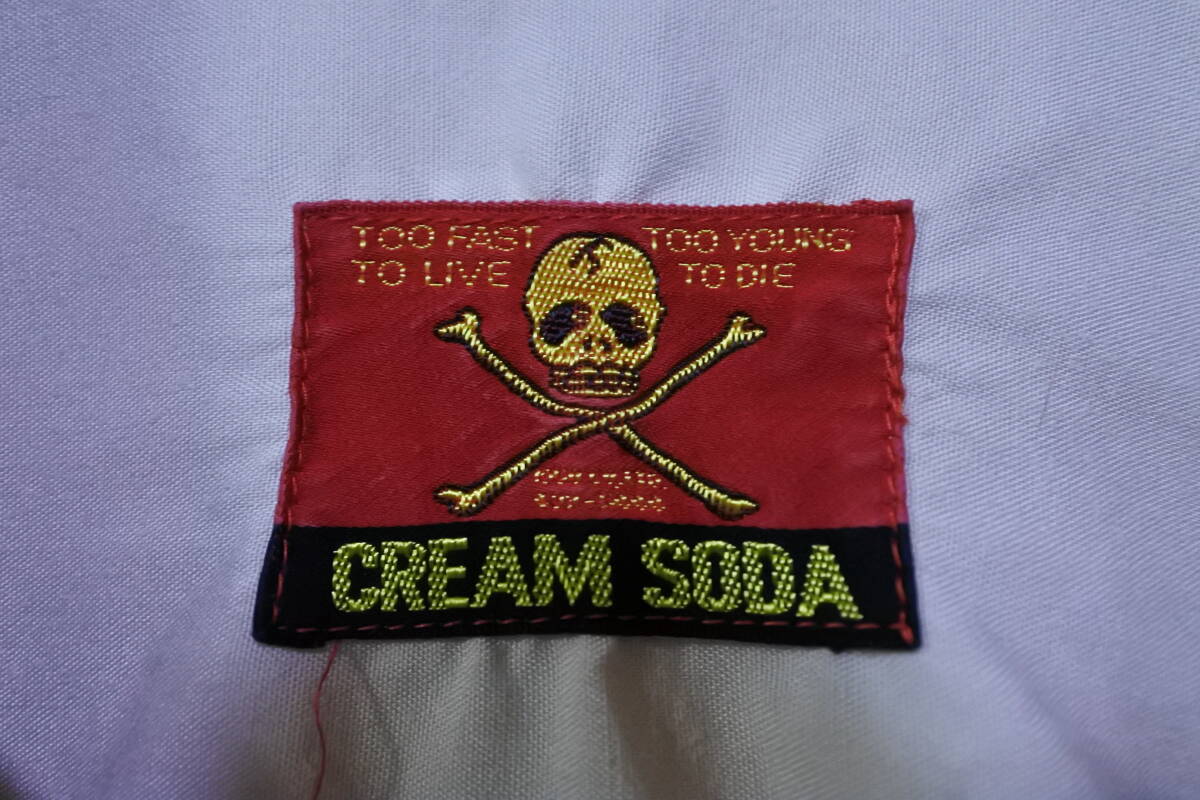 TOO FAST TOO YOUNG
TO LIVE TO DIE
CREAM SODA